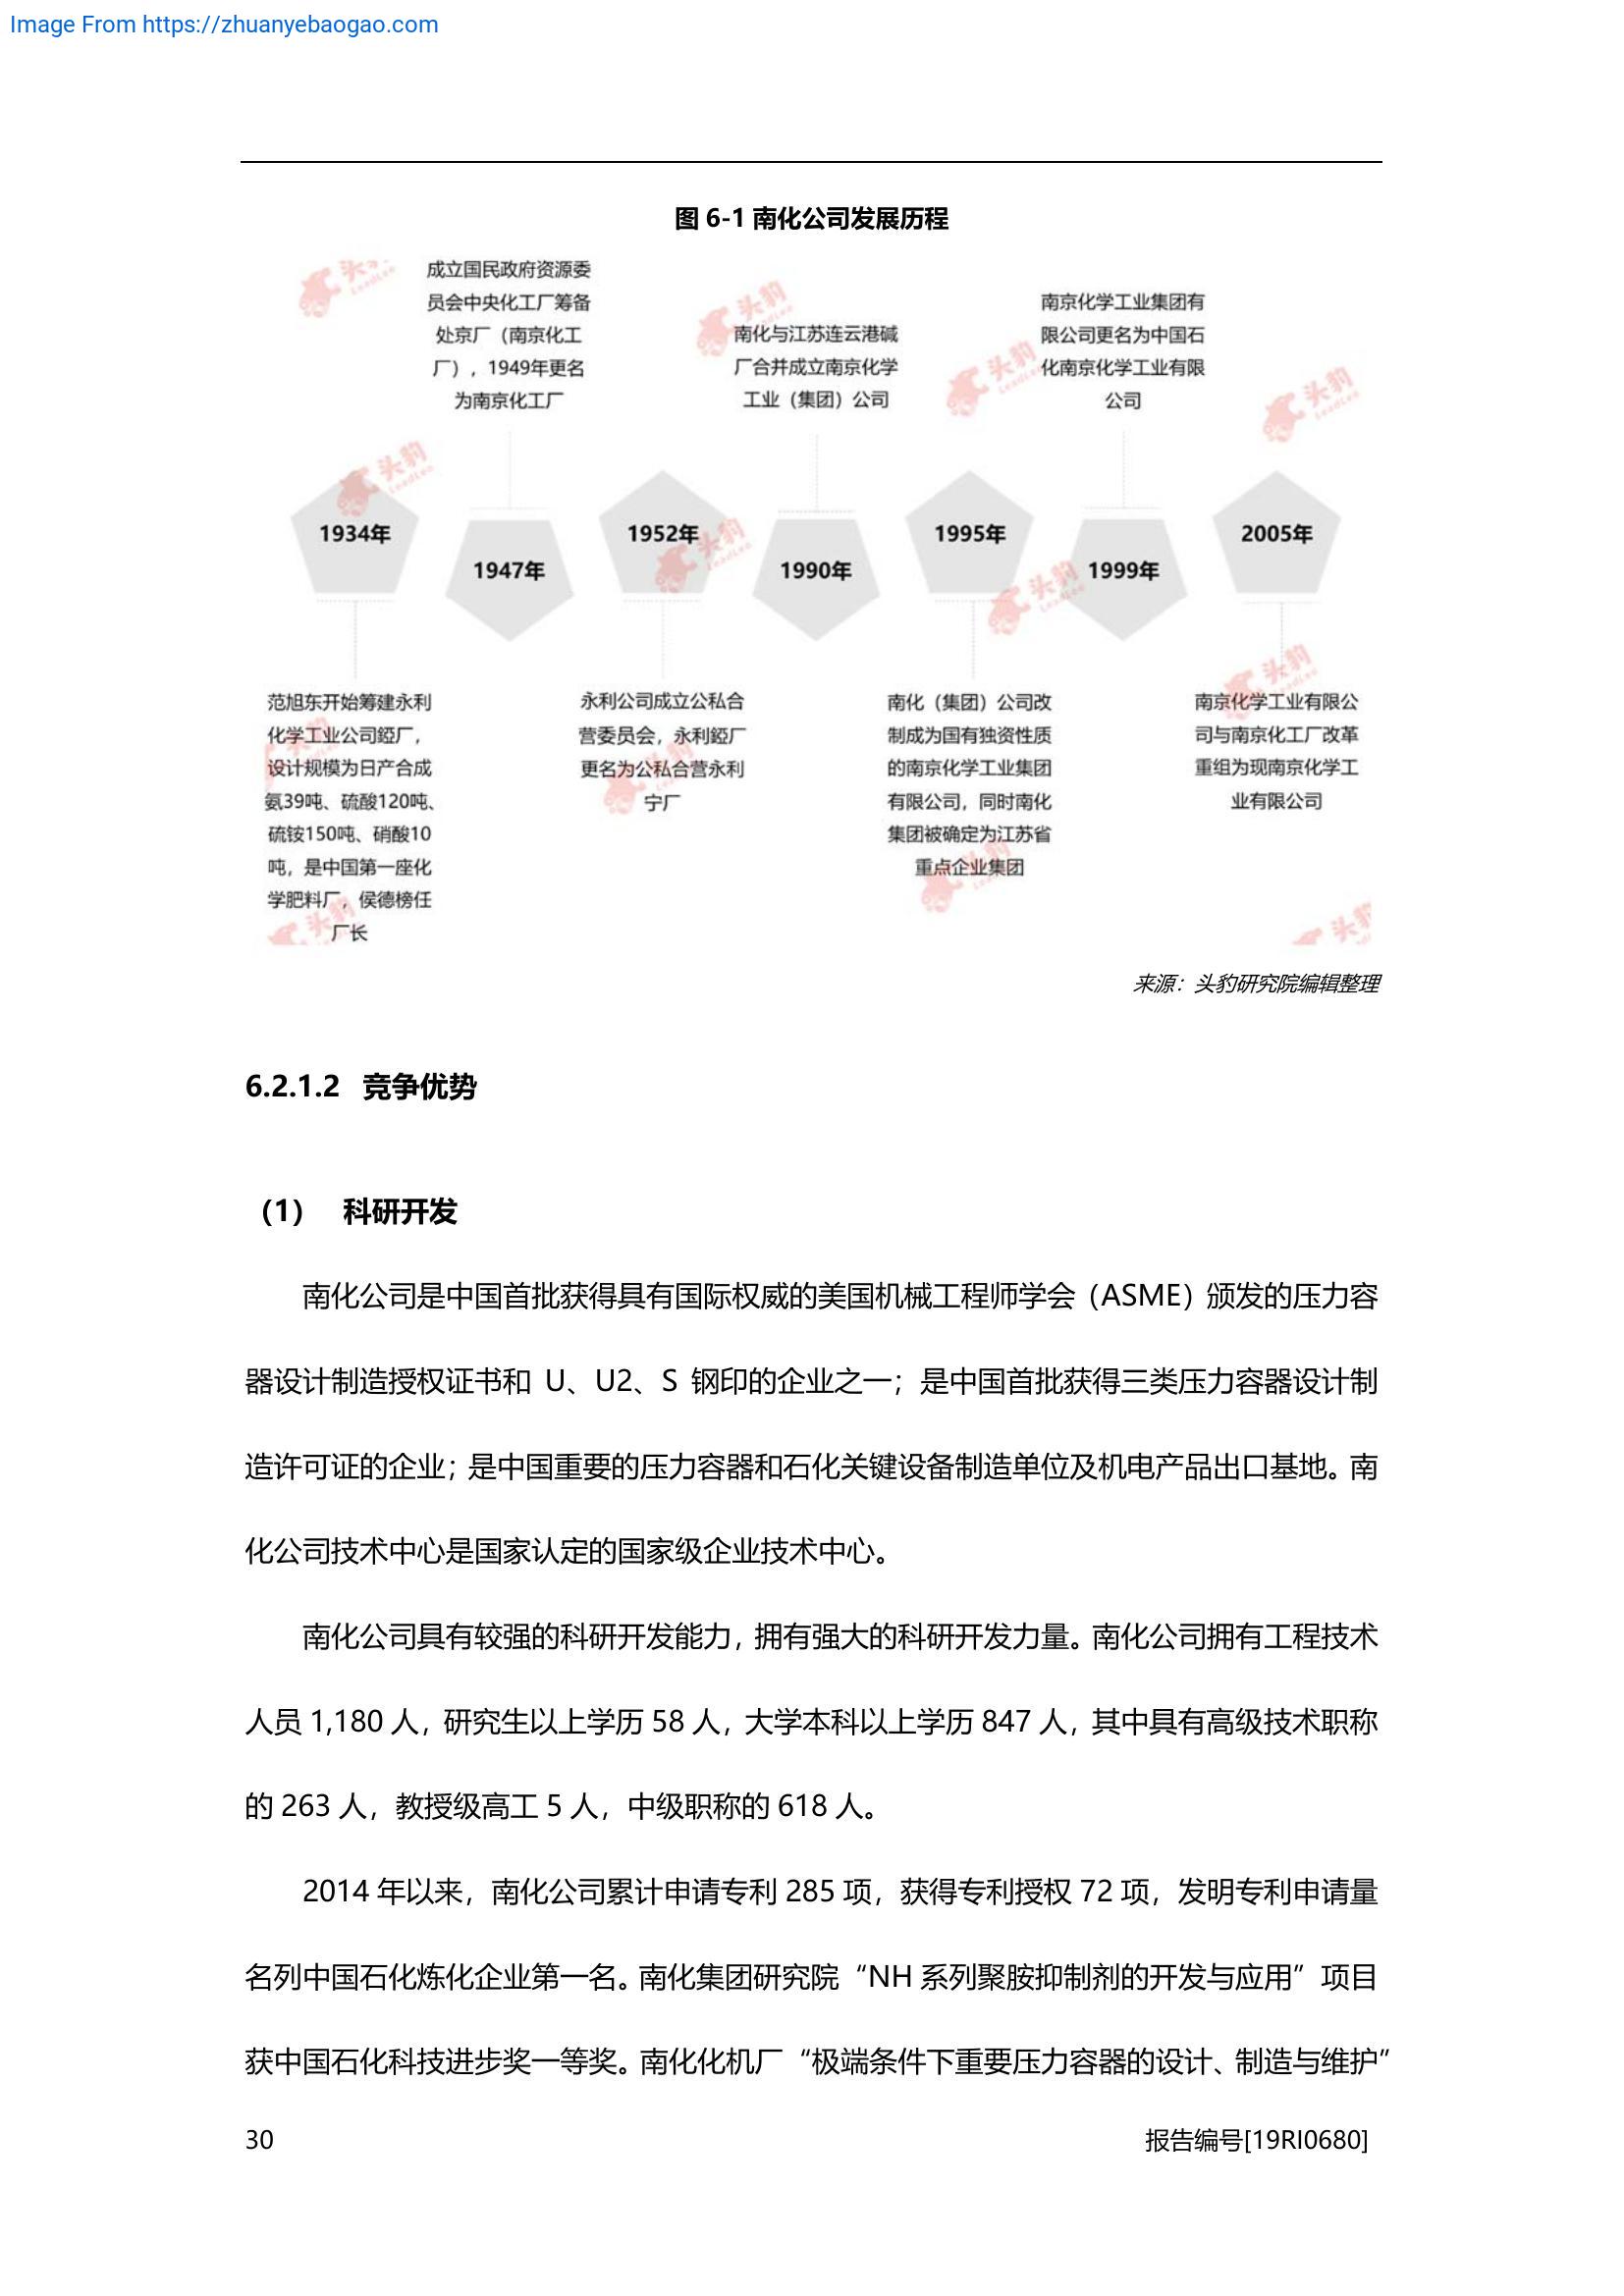 Image From https://zhuanyebaogao.com
图 6-1 南化公司发展历程
成立国民政府资源委
员会中央化工厂筹备
处京厂（南京化工
厂），1949年更名
为南京化工厂
南化与江苏连云港碱
厂合并成立南京化学
工业（集团）公司
南京化学工业集团有
限公司更名为中国石
化南京化学工业有限
公司
1934年
1947年
1952年
1990年
1995年
1999年
2005年
范旭东开始筹建永利
化学工业公司錏厂，
设计规模为日产合成
氨39吨、硫酸120吨、
硫铵150吨、硝酸10
吨，是中国第一座化
学肥料厂，侯德榜任
厂长
永利公司成立公私合
营委员会，永利錏厂
更名为公私合营永利
宁厂
南化（集团）公司改
制成为国有独资性质
的南京化学工业集团
有限公司，同时南化
集团被确定为江苏省
重点企业集团
南京化学工业有限公
司与南京化工厂改革
重组为现南京化学工
业有限公司
头豹
LeadLeo
来源：头豹研究院编辑整理
6.2.1.2 竞争优势
（1） 科研开发
南化公司是中国首批获得具有国际权威的美国机械工程师学会（ASME）颁发的压力容
器设计制造授权证书和 U、U2、S 钢印的企业之一；是中国首批获得三类压力容器设计制
造许可证的企业；是中国重要的压力容器和石化关键设备制造单位及机电产品出口基地。南
化公司技术中心是国家认定的国家级企业技术中心。
南化公司具有较强的科研开发能力，拥有强大的科研开发力量。南化公司拥有工程技术
人员 1,180 人，研究生以上学历 58 人，大学本科以上学历 847 人，其中具有高级技术职称
的 263 人，教授级高工 5 人，中级职称的 618 人。
2014 年以来，南化公司累计申请专利 285 项，获得专利授权 72 项，发明专利申请量
名列中国石化炼化企业第一名。南化集团研究院“NH 系列聚胺抑制剂的开发与应用”项目
获中国石化科技进步奖一等奖。南化化机厂“极端条件下重要压力容器的设计、制造与维护”
30
报告编号[19RI0680]